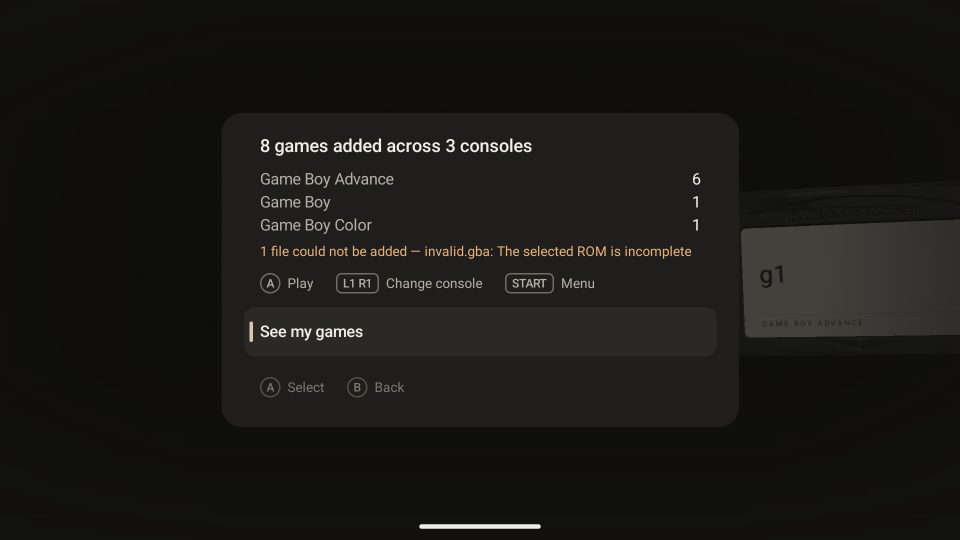 8 games added across 3 consoles
Game Boy Advance 6
Game Boy 1
Game Boy Color 1
1 file could not be added — invalid.gba: The selected ROM is incomplete
A Play L1 R1 Change console START Menu
See my games
A Select B Back
g1
GAME BOY ADVANCE